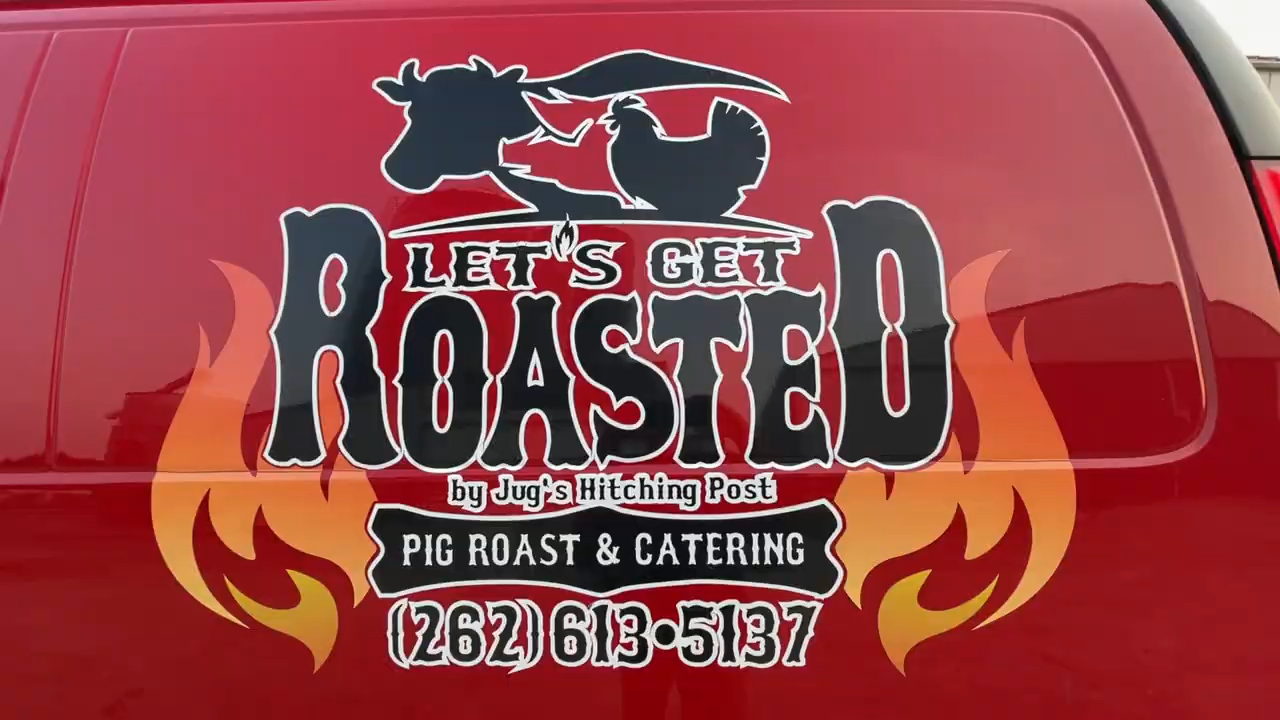 LET'S GET
ROASTED
by Jug's Hitching Post
PIG ROAST & CATERING
(262) 613•5137